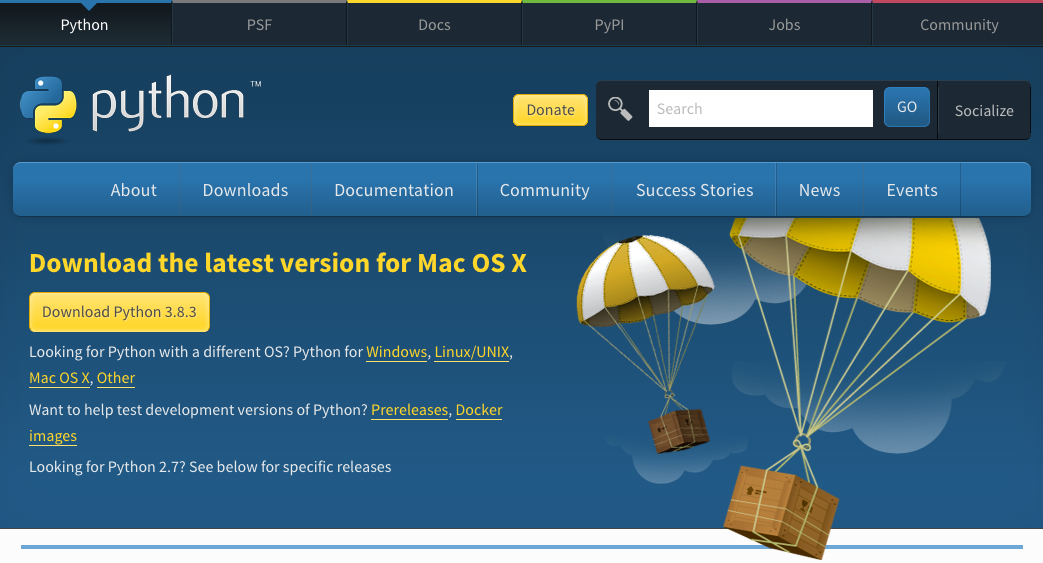 Python PSF Docs PyPI Jobs Community
python™
Donate Search GO Socialize
About Downloads Documentation Community Success Stories News Events
Download the latest version for Mac OS X
Download Python 3.8.3
Looking for Python with a different OS? Python for Windows, Linux/UNIX,
Mac OS X, Other
Want to help test development versions of Python? Prereleases, Docker
images
Looking for Python 2.7? See below for specific releases